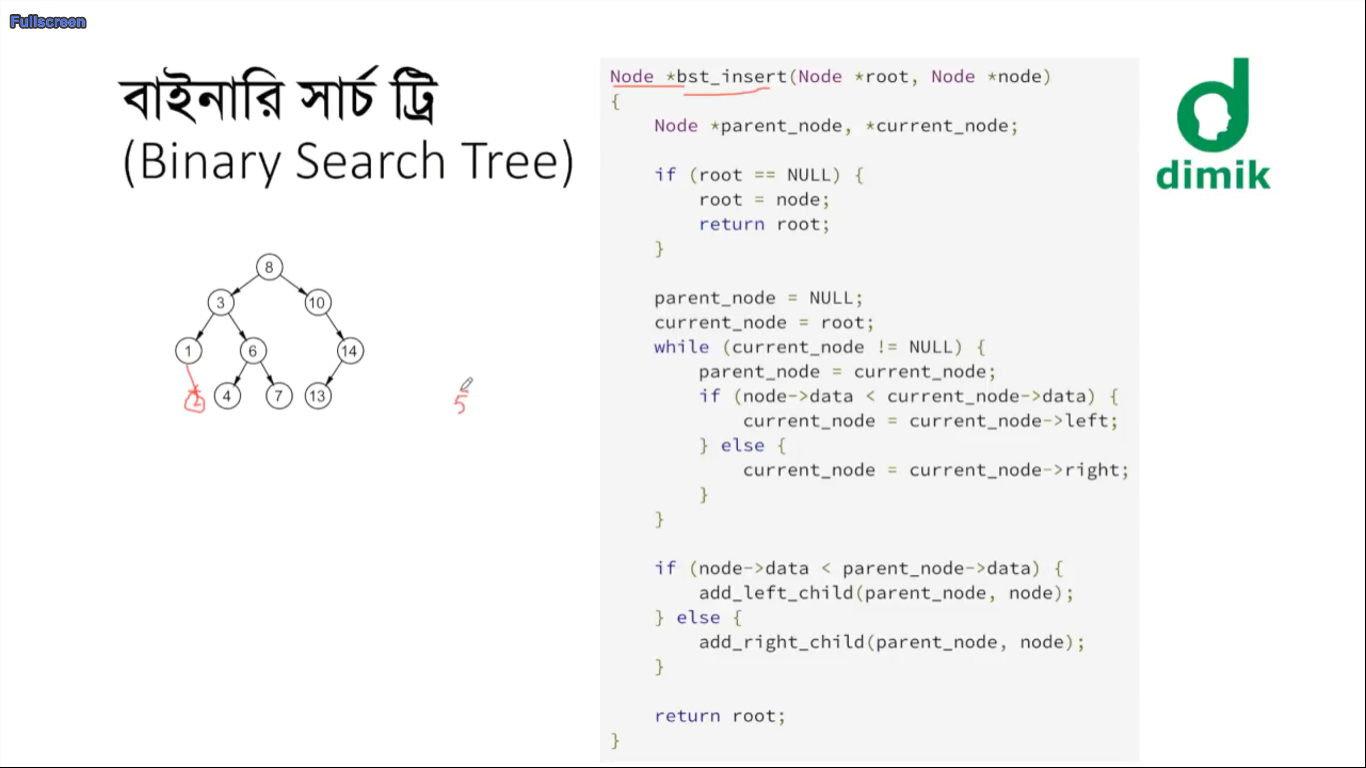 Fullscreen
বাইনারি সার্চ ট্রি
(Binary Search Tree)
8
3 10
1 6 14
2 4 7 13
5
Node *bst_insert(Node *root, Node *node)
{
    Node *parent_node, *current_node;
    if (root == NULL) {
        root = node;
        return root;
    }
    parent_node = NULL;
    current_node = root;
    while (current_node != NULL) {
        parent_node = current_node;
        if (node->data < current_node->data) {
            current_node = current_node->left;
        } else {
            current_node = current_node->right;
        }
    }
    if (node->data < parent_node->data) {
        add_left_child(parent_node, node);
    } else {
        add_right_child(parent_node, node);
    }
    return root;
}
dimik